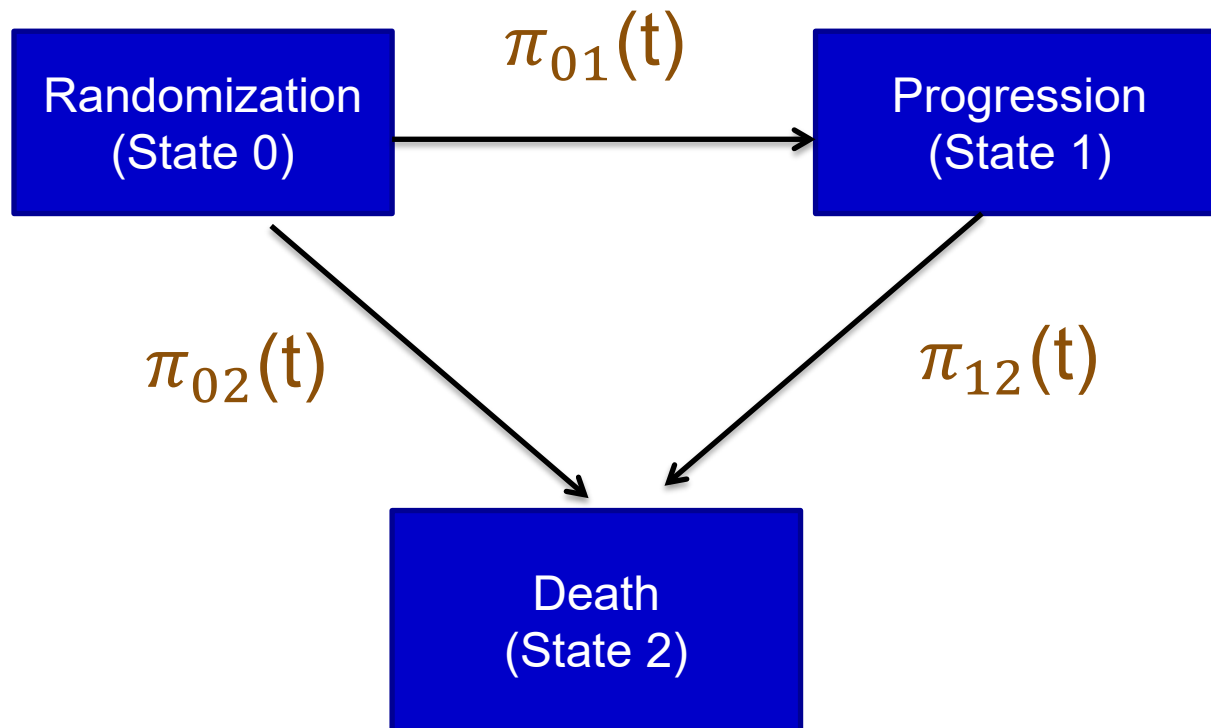 π₀₁(t)
Randomization
(State 0)
Progression
(State 1)
π₀₂(t)
π₁₂(t)
Death
(State 2)